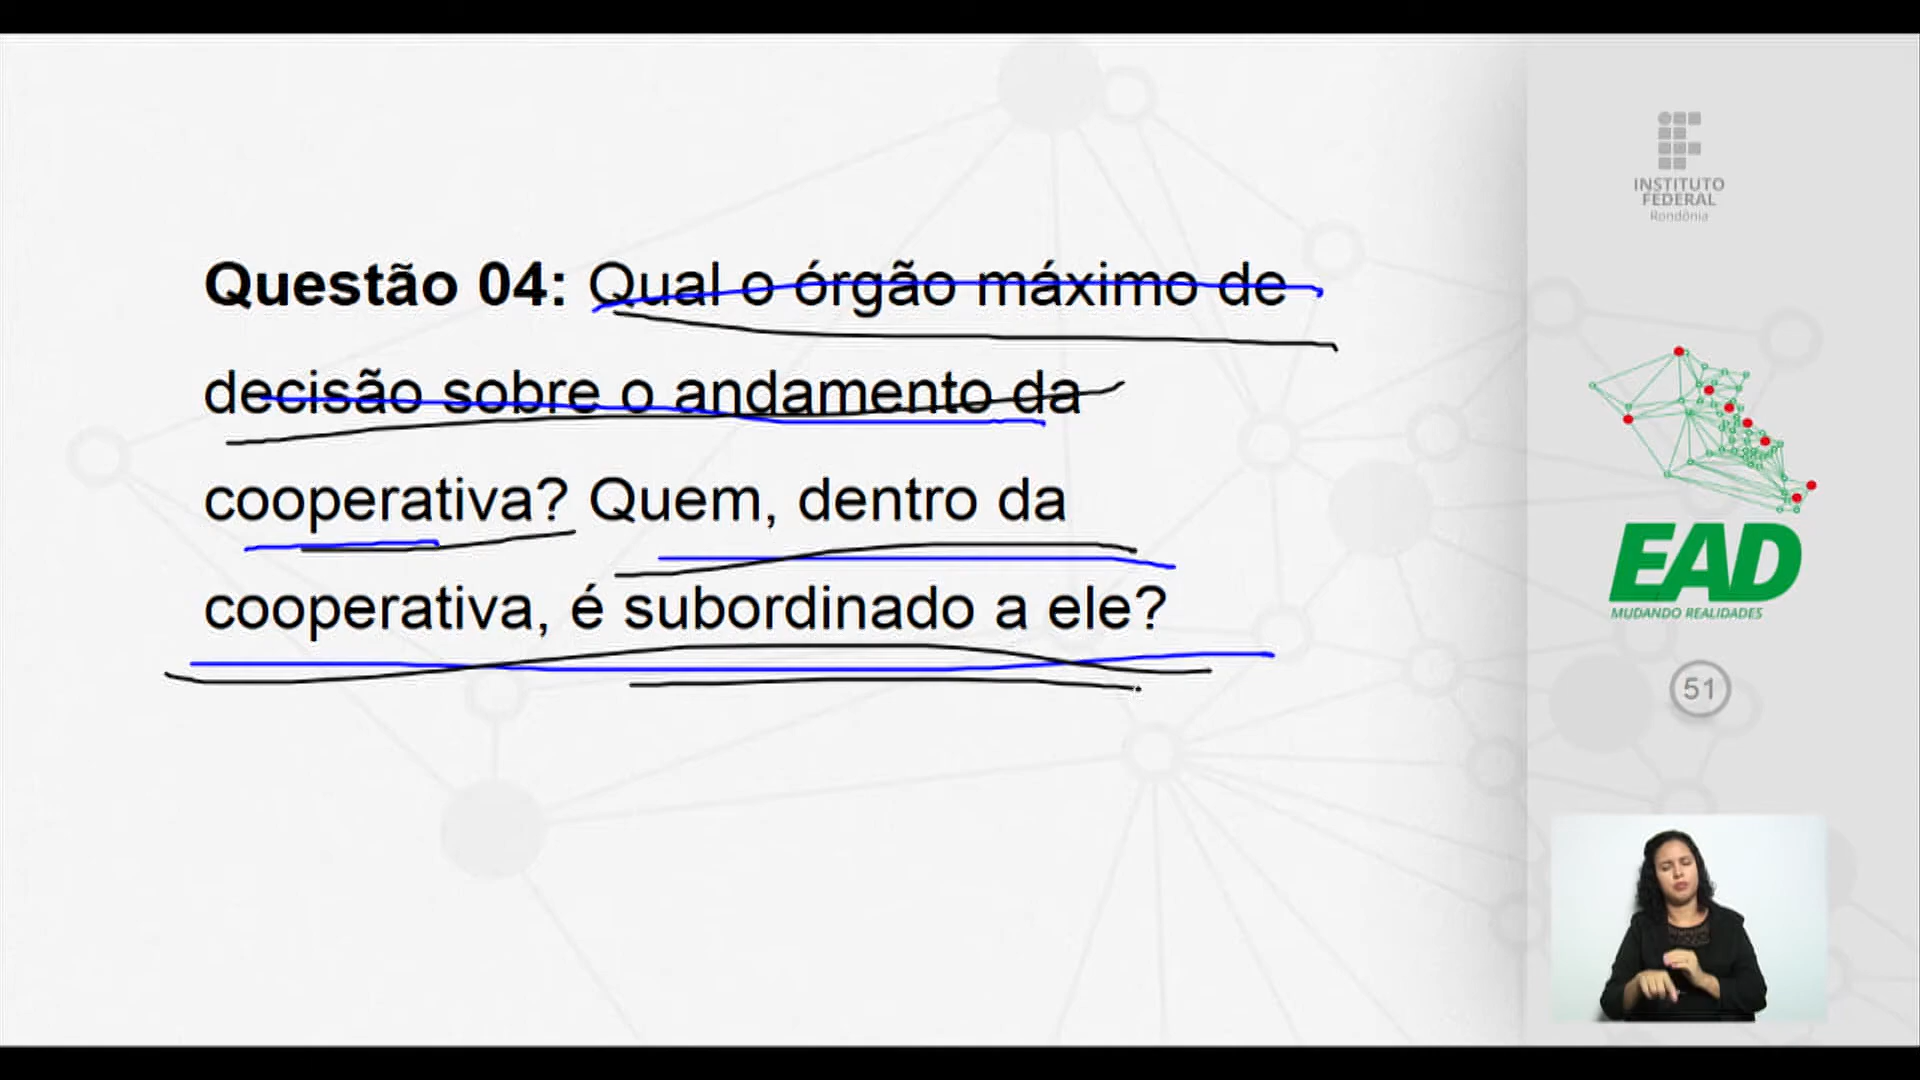 Questão 04: Qual o órgão máximo de
decisão sobre o andamento da
cooperativa? Quem, dentro da
cooperativa, é subordinado a ele?
INSTITUTO
FEDERAL
Rondônia
EAD
MUDANDO REALIDADES
51